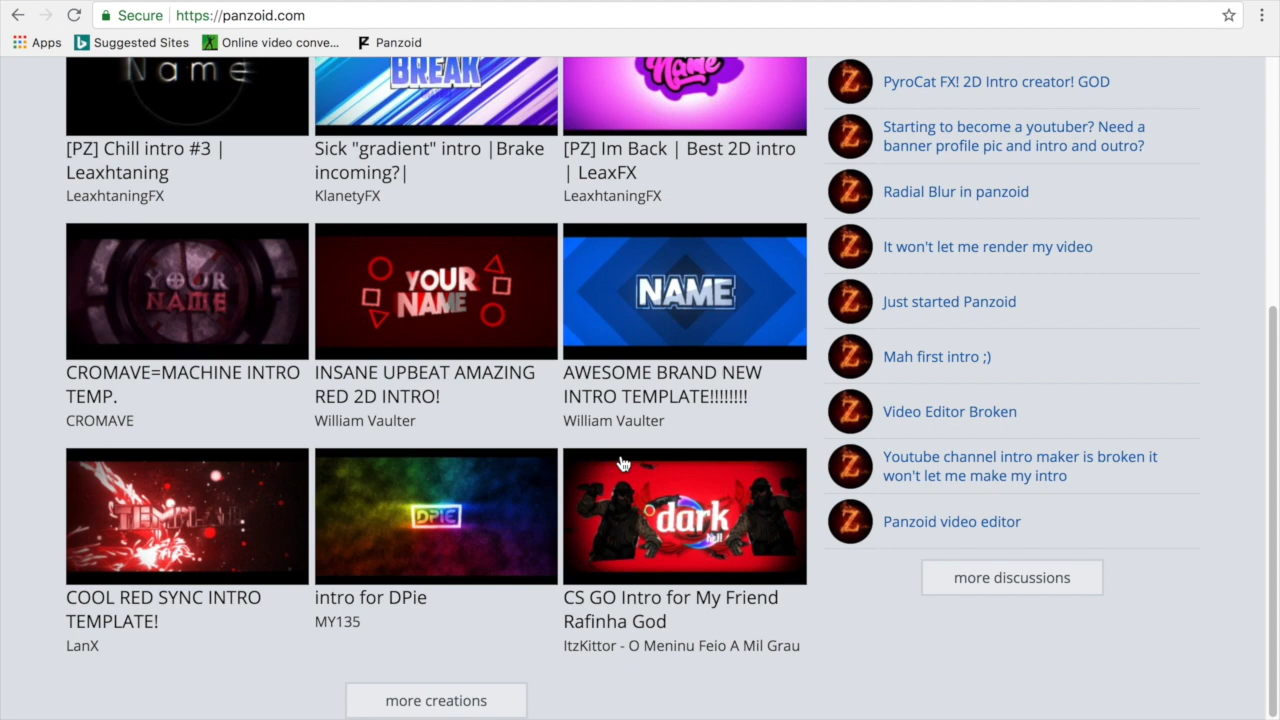 Secure https://panzoid.com
Apps Suggested Sites Online video conve... Panzoid
Name
BREAK
Name
[PZ] Chill intro #3 |
Leaxhtaning
LeaxhtaningFX
Sick "gradient" intro |Brake
incoming?|
KlanetyFX
[PZ] Im Back | Best 2D intro
| LeaxFX
LeaxhtaningFX
YOUR
NAME
YOUR
NAME
NAME
CROMAVE=MACHINE INTRO
TEMP.
CROMAVE
INSANE UPBEAT AMAZING
RED 2D INTRO!
William Vaulter
AWESOME BRAND NEW
INTRO TEMPLATE!!!!!!!!
William Vaulter
DPIE
dark
COOL RED SYNC INTRO
TEMPLATE!
LanX
intro for DPie
MY135
CS GO Intro for My Friend
Rafinha God
ItzKittor - O Meninu Feio A Mil Grau
more creations
Z PyroCat FX! 2D Intro creator! GOD
Z Starting to become a youtuber? Need a
banner profile pic and intro and outro?
Z Radial Blur in panzoid
Z It won't let me render my video
Z Just started Panzoid
Z Mah first intro ;)
Z Video Editor Broken
Z Youtube channel intro maker is broken it
won't let me make my intro
Z Panzoid video editor
more discussions